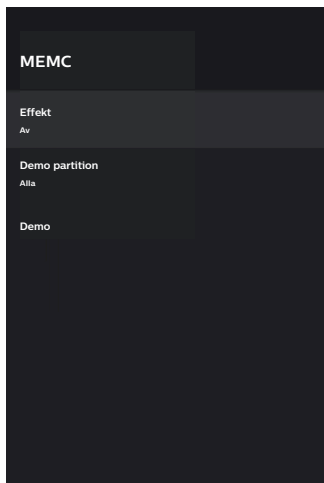 MEMC
Effekt
Av
Demo partition
Alla
Demo